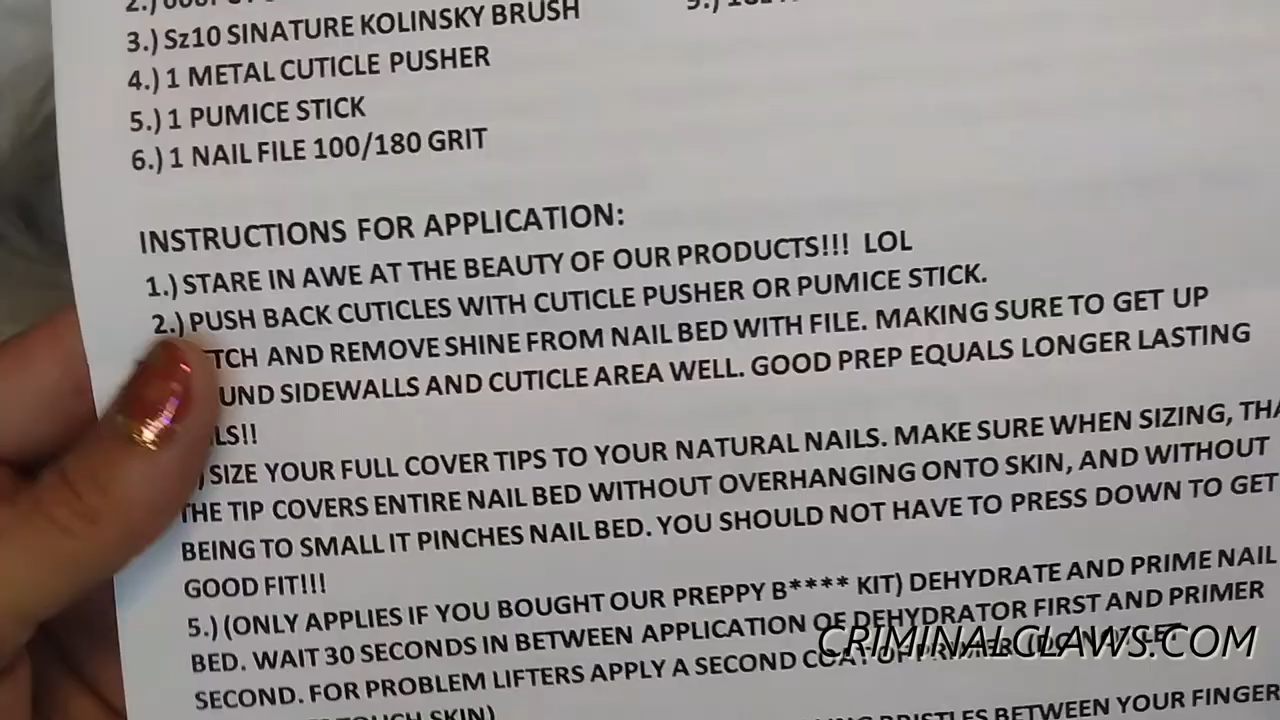 3.) Sz10 SINATURE KOLINSKY BRUSH
4.) 1 METAL CUTICLE PUSHER
5.) 1 PUMICE STICK
6.) 1 NAIL FILE 100/180 GRIT
INSTRUCTIONS FOR APPLICATION:
1.) STARE IN AWE AT THE BEAUTY OF OUR PRODUCTS!!! LOL
2.) PUSH BACK CUTICLES WITH CUTICLE PUSHER OR PUMICE STICK.
TCH AND REMOVE SHINE FROM NAIL BED WITH FILE. MAKING SURE TO GET UP
UND SIDEWALLS AND CUTICLE AREA WELL. GOOD PREP EQUALS LONGER LASTING
LS!!
) SIZE YOUR FULL COVER TIPS TO YOUR NATURAL NAILS. MAKE SURE WHEN SIZING, THA
THE TIP COVERS ENTIRE NAIL BED WITHOUT OVERHANGING ONTO SKIN, AND WITHOUT
BEING TO SMALL IT PINCHES NAIL BED. YOU SHOULD NOT HAVE TO PRESS DOWN TO GET
GOOD FIT!!!
5.) (ONLY APPLIES IF YOU BOUGHT OUR PREPPY B**** KIT) DEHYDRATE AND PRIME NAIL
BED. WAIT 30 SECONDS IN BETWEEN APPLICATION OF DEHYDRATOR FIRST AND PRIMER
SECOND. FOR PROBLEM LIFTERS APPLY A SECOND COAT OF PRIMER
CRIMINALCLAWS.COM
TOUCH SKIN)
BRISTLES BETWEEN YOUR FINGER